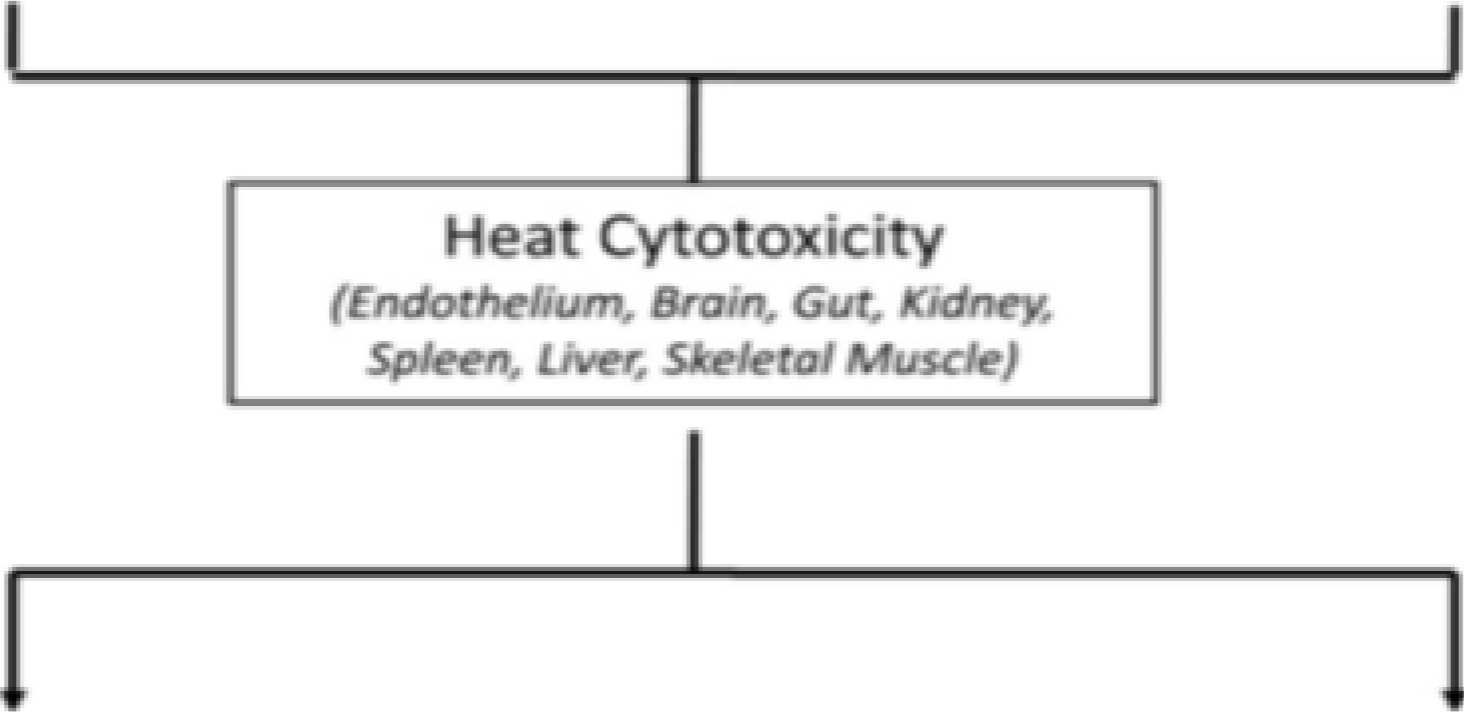 Heat Cytotoxicity
(Endothelium, Brain, Gut, Kidney,
Spleen, Liver, Skeletal Muscle)